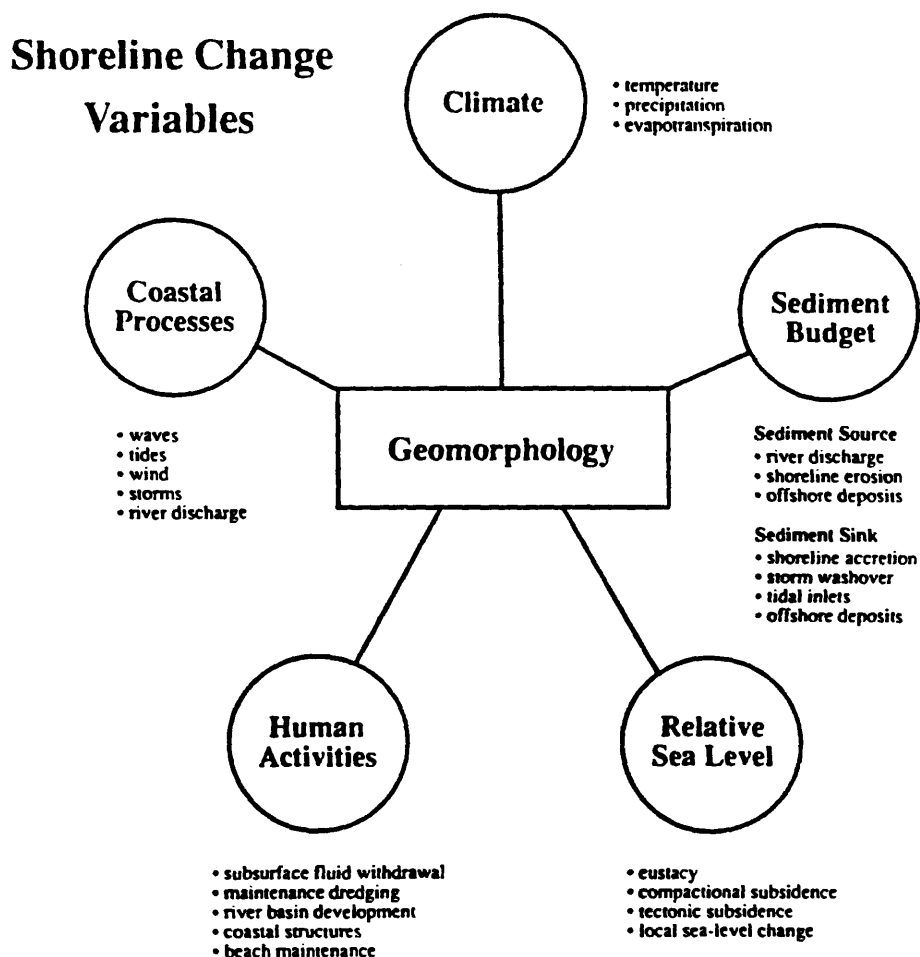 Shoreline Change
Variables
Climate
• temperature
• precipitation
• evapotranspiration
Coastal
Processes
• waves
• tides
• wind
• storms
• river discharge
Sediment
Budget
Sediment Source
• river discharge
• shoreline erosion
• offshore deposits
Sediment Sink
• shoreline accretion
• storm washover
• tidal inlets
• offshore deposits
Geomorphology
Human
Activities
• subsurface fluid withdrawal
• maintenance dredging
• river basin development
• coastal structures
• beach maintenance
Relative
Sea Level
• eustacy
• compactional subsidence
• tectonic subsidence
• local sea-level change